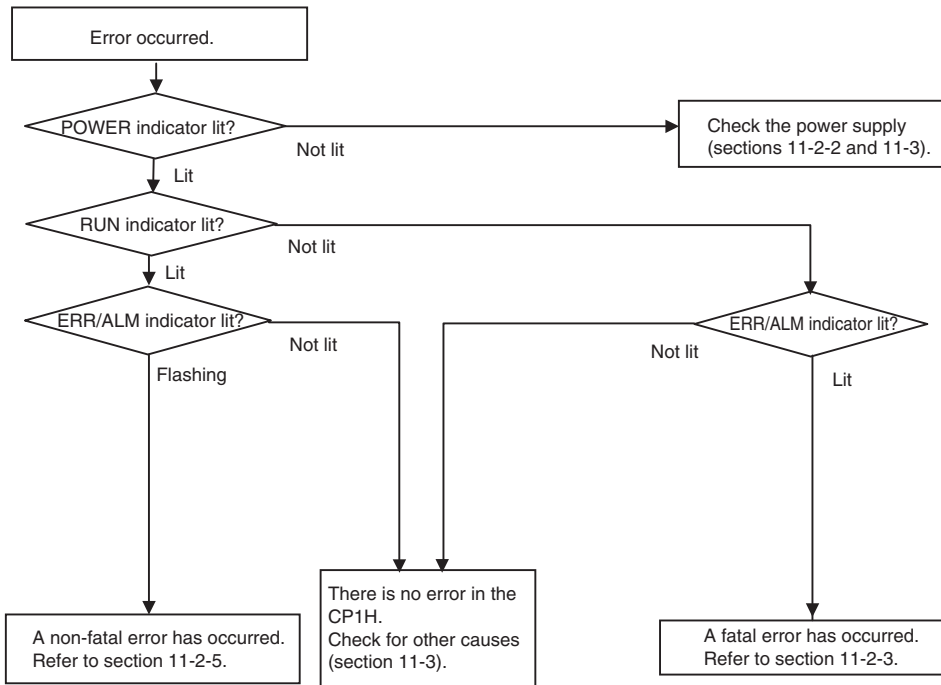 Error occurred.
POWER indicator lit?
Not lit
Check the power supply
(sections 11-2-2 and 11-3).
Lit
RUN indicator lit?
Not lit
Lit
ERR/ALM indicator lit?
Not lit
Flashing
ERR/ALM indicator lit?
Not lit
Lit
There is no error in the
CP1H.
Check for other causes
(section 11-3).
A non-fatal error has occurred.
Refer to section 11-2-5.
A fatal error has occurred.
Refer to section 11-2-3.